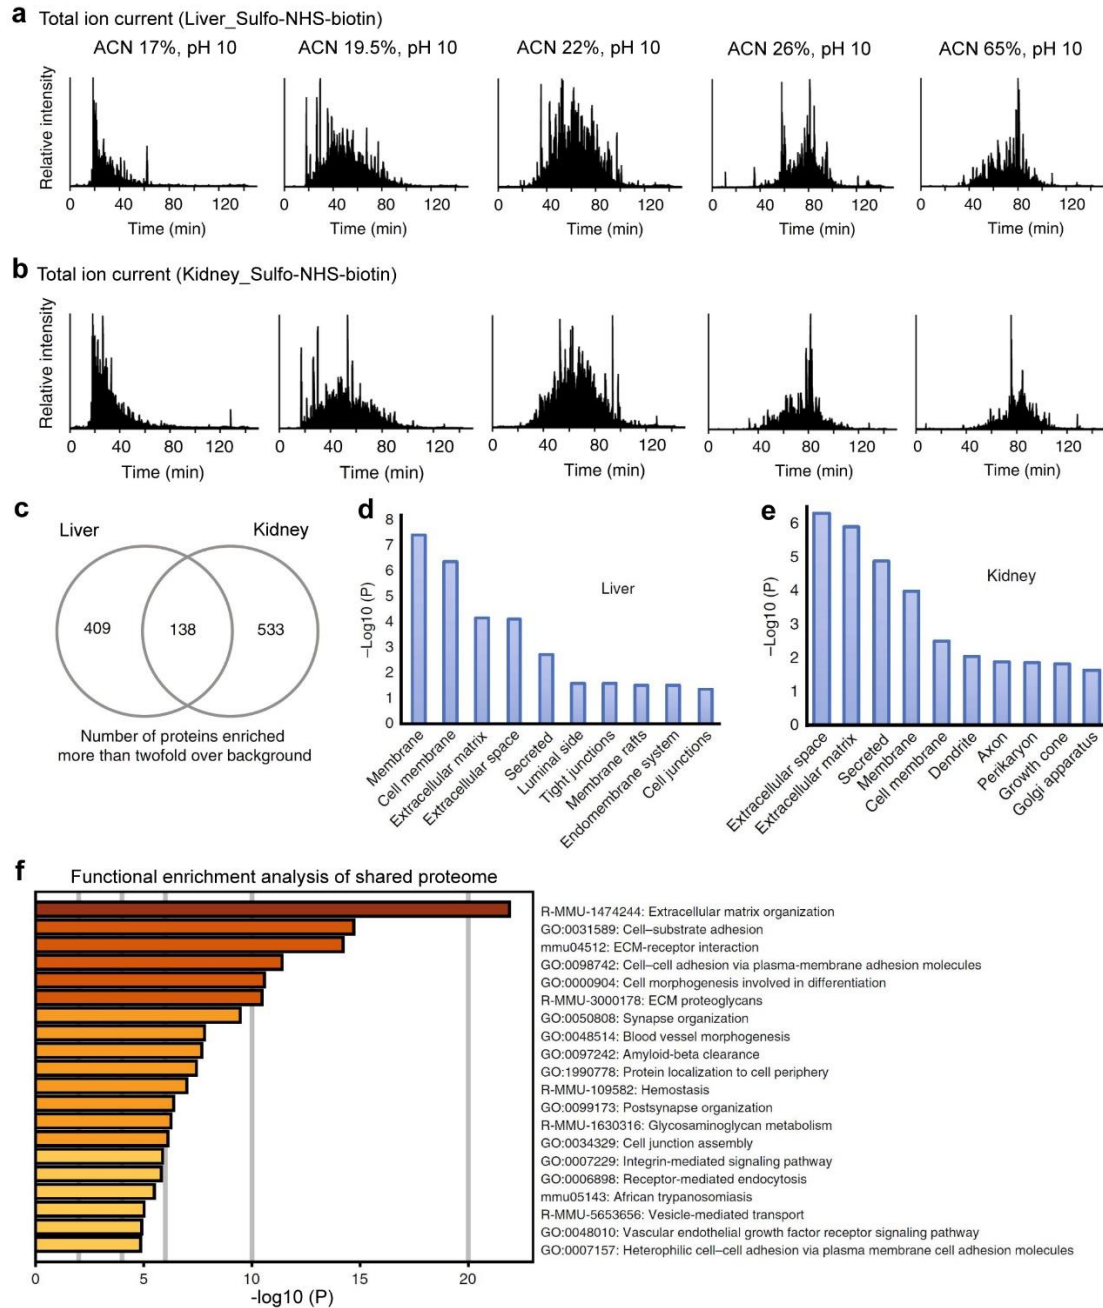 a Total ion current (Liver_Sulfo-NHS-biotin)
ACN 17%, pH 10 ACN 19.5%, pH 10 ACN 22%, pH 10 ACN 26%, pH 10 ACN 65%, pH 10
Relative intensity
0 40 80 120 0 40 80 120 0 40 80 120 0 40 80 120 0 40 80 120
Time (min) Time (min) Time (min) Time (min) Time (min)
b Total ion current (Kidney_Sulfo-NHS-biotin)
Relative intensity
0 40 80 120 0 40 80 120 0 40 80 120 0 40 80 120 0 40 80 120
Time (min) Time (min) Time (min) Time (min) Time (min)
c
Liver Kidney
409 138 533
Number of proteins enriched
more than twofold over background
d
Liver
–Log10 (P)
8
7
6
5
4
3
2
1
0
Membrane
Cell membrane
Extracellular matrix
Extracellular space
Secreted
Luminal side
Tight junctions
Membrane rafts
Endomembrane system
Cell junctions
e
Kidney
–Log10 (P)
6
5
4
3
2
1
0
Extracellular space
Extracellular matrix
Secreted
Membrane
Cell membrane
Dendrite
Axon
Perikaryon
Growth cone
Golgi apparatus
f Functional enrichment analysis of shared proteome
R-MMU-1474244: Extracellular matrix organization
GO:0031589: Cell–substrate adhesion
mmu04512: ECM-receptor interaction
GO:0098742: Cell–cell adhesion via plasma-membrane adhesion molecules
GO:0000904: Cell morphogenesis involved in differentiation
R-MMU-3000178: ECM proteoglycans
GO:0050808: Synapse organization
GO:0048514: Blood vessel morphogenesis
GO:0097242: Amyloid-beta clearance
GO:1990778: Protein localization to cell periphery
R-MMU-109582: Hemostasis
GO:0099173: Postsynapse organization
R-MMU-1630316: Glycosaminoglycan metabolism
GO:0034329: Cell junction assembly
GO:0007229: Integrin-mediated signaling pathway
GO:0006898: Receptor-mediated endocytosis
mmu05143: African trypanosomiasis
R-MMU-5653656: Vesicle-mediated transport
GO:0048010: Vascular endothelial growth factor receptor signaling pathway
GO:0007157: Heterophilic cell–cell adhesion via plasma membrane cell adhesion molecules
0 5 10 15 20
-log10 (P)